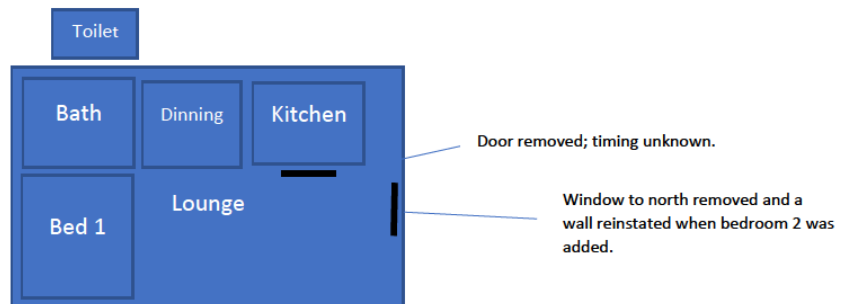 Toilet
Bath
Dinning
Kitchen
Door removed; timing unknown.
Lounge
Bed 1
Window to north removed and a
wall reinstated when bedroom 2 was
added.